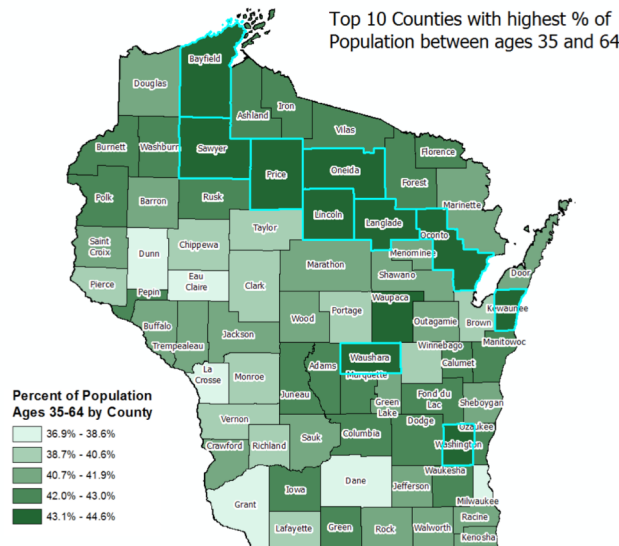 Top 10 Counties with highest % of
Population between ages 35 and 64
Bayfield
Douglas
Ashland
Iron
Vilas
Burnett
Washburn
Sawyer
Price
Oneida
Florence
Forest
Marinette
Polk
Barron
Rusk
Lincoln
Langlade
Oconto
Taylor
Saint
Croix
Dunn
Chippewa
Menominee
Marathon
Shawano
Door
Pierce
Pepin
Eau
Claire
Clark
Waupaca
Kewaunee
Buffalo
Trempealeau
Jackson
Wood
Portage
Outagamie
Brown
Manitowoc
Winnebago
Calumet
Waushara
Adams
Marquette
La
Crosse
Monroe
Juneau
Green
Lake
Fond du
Lac
Sheboygan
Percent of Population
Ages 35-64 by County
36.9% - 38.6%
38.7% - 40.6%
40.7% - 41.9%
42.0% - 43.0%
43.1% - 44.6%
Vernon
Crawford
Richland
Sauk
Columbia
Dodge
Ozaukee
Washington
Waukesha
Grant
Iowa
Dane
Jefferson
Milwaukee
Racine
Lafayette
Green
Rock
Walworth
Kenosha